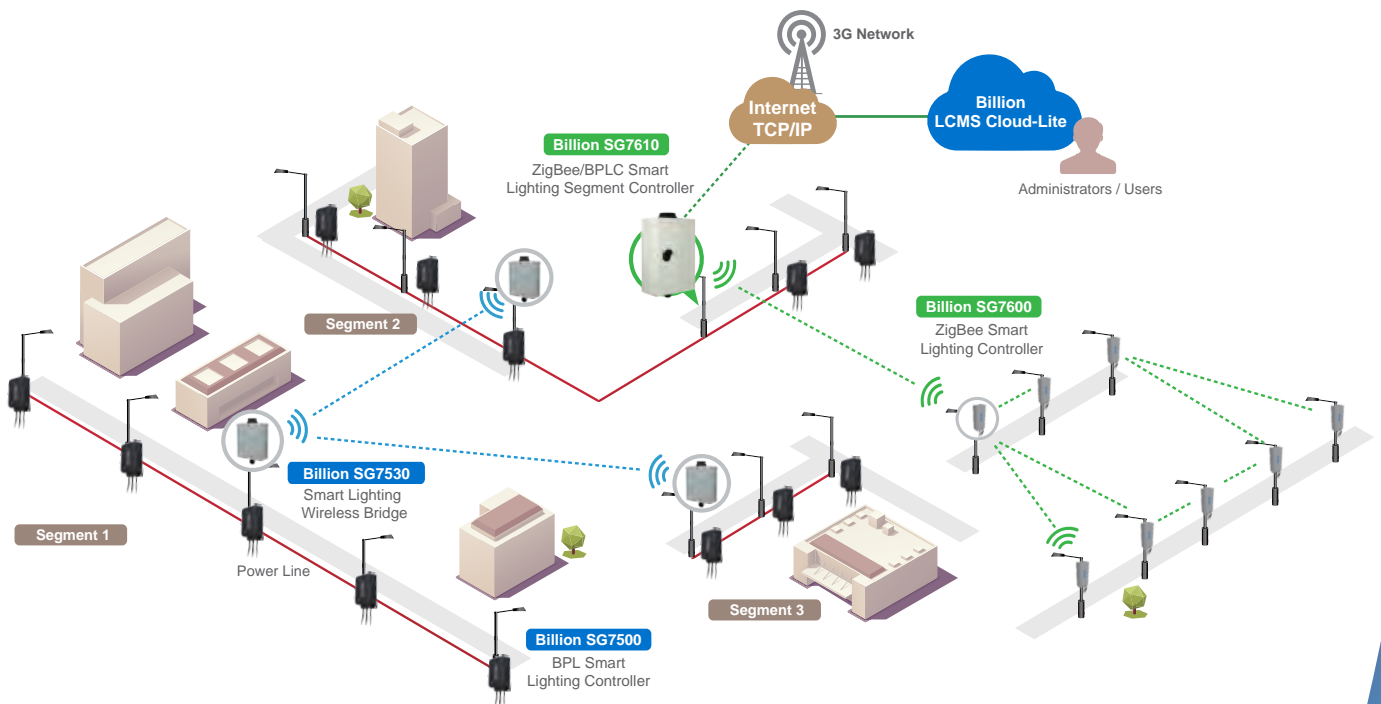 3G Network
Internet
TCP/IP
Billion
LCMS Cloud-Lite
Administrators / Users
Billion SG7610
ZigBee/BPLC Smart
Lighting Segment Controller
Billion SG7600
ZigBee Smart
Lighting Controller
Segment 2
Billion SG7530
Smart Lighting
Wireless Bridge
Segment 1
Power Line
Segment 3
Billion SG7500
BPL Smart
Lighting Controller